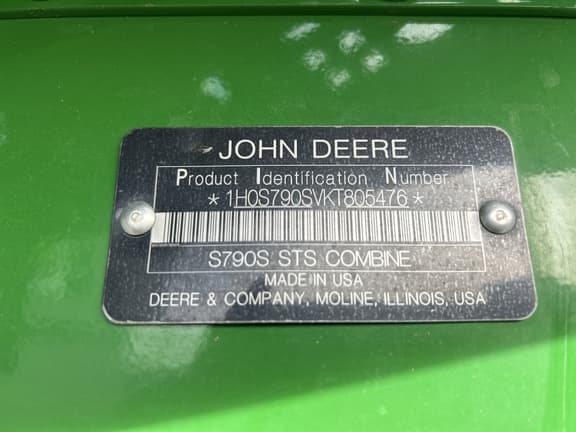 JOHN DEERE
Product Identification Number
*1H0S790SVKT805476*
S790S STS COMBINE
MADE IN USA
DEERE & COMPANY, MOLINE, ILLINOIS, USA